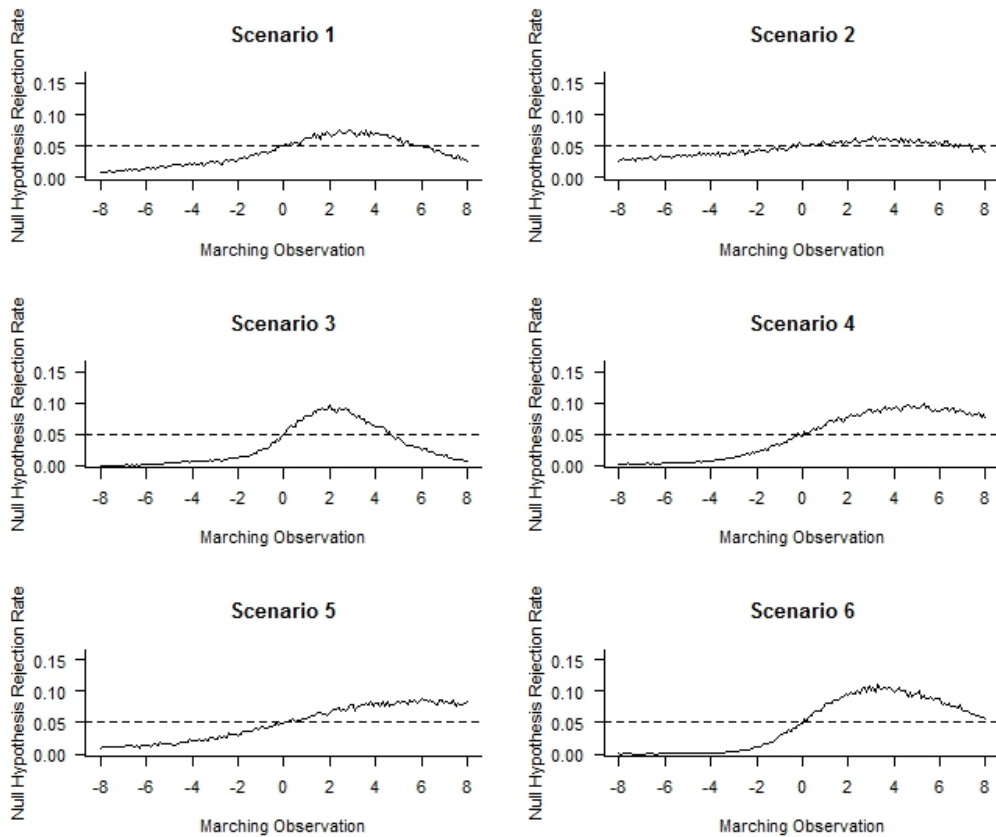 Scenario 1
Null Hypothesis Rejection Rate
0.15
0.10
0.05
0.00
-8 -6 -4 -2 0 2 4 6 8
Marching Observation
Scenario 2
Null Hypothesis Rejection Rate
0.15
0.10
0.05
0.00
-8 -6 -4 -2 0 2 4 6 8
Marching Observation
Scenario 3
Null Hypothesis Rejection Rate
0.15
0.10
0.05
0.00
-8 -6 -4 -2 0 2 4 6 8
Marching Observation
Scenario 4
Null Hypothesis Rejection Rate
0.15
0.10
0.05
0.00
-8 -6 -4 -2 0 2 4 6 8
Marching Observation
Scenario 5
Null Hypothesis Rejection Rate
0.15
0.10
0.05
0.00
-8 -6 -4 -2 0 2 4 6 8
Marching Observation
Scenario 6
Null Hypothesis Rejection Rate
0.15
0.10
0.05
0.00
-8 -6 -4 -2 0 2 4 6 8
Marching Observation